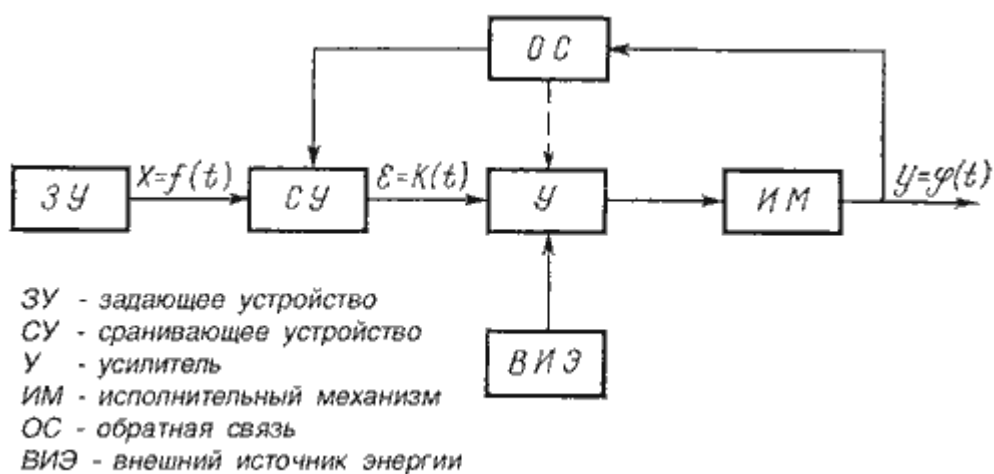 ОС
ЗУ
X=f(t)
СУ
ε=K(t)
У
ИМ
y=φ(t)
ВИЭ
ЗУ - задающее устройство
СУ - сранивающее устройство
У - усилитель
ИМ - исполнительный механизм
ОС - обратная связь
ВИЭ - внешний источник энергии